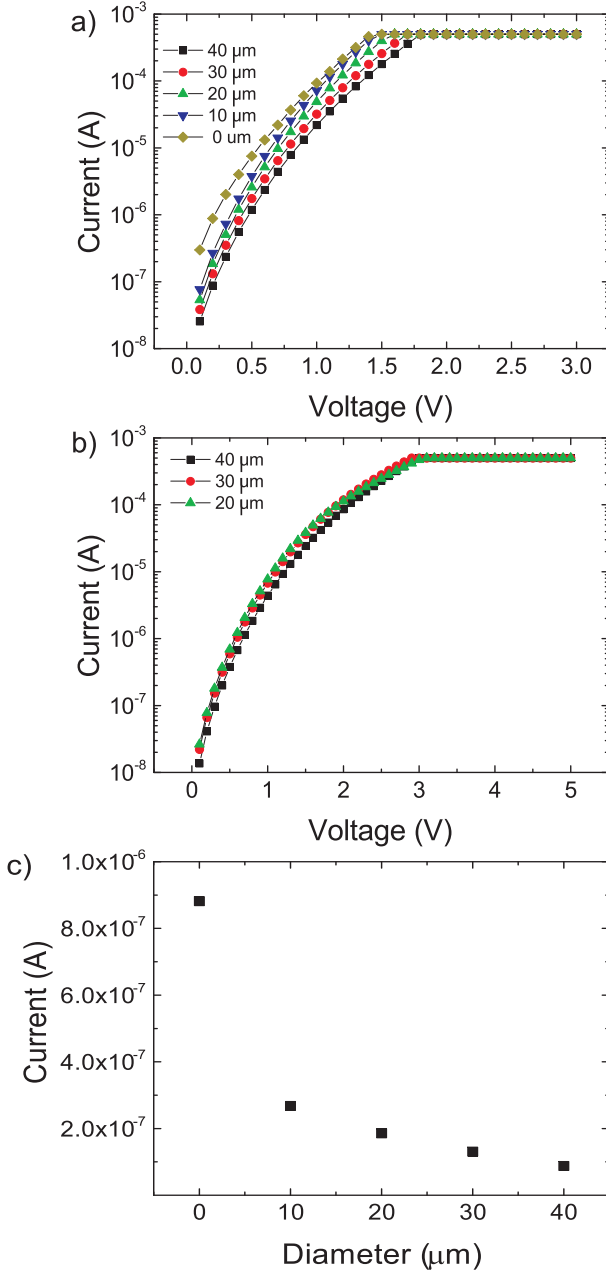 a)
10⁻³
10⁻⁴
10⁻⁵
10⁻⁶
10⁻⁷
10⁻⁸
Current (A)
40 µm
30 µm
20 µm
10 µm
0 um
0.0 0.5 1.0 1.5 2.0 2.5 3.0
Voltage (V)
b)
10⁻³
10⁻⁴
10⁻⁵
10⁻⁶
10⁻⁷
10⁻⁸
Current (A)
40 µm
30 µm
20 µm
0 1 2 3 4 5
Voltage (V)
c)
1.0x10⁻⁶
8.0x10⁻⁷
6.0x10⁻⁷
4.0x10⁻⁷
2.0x10⁻⁷
Current (A)
0 10 20 30 40
Diameter (µm)